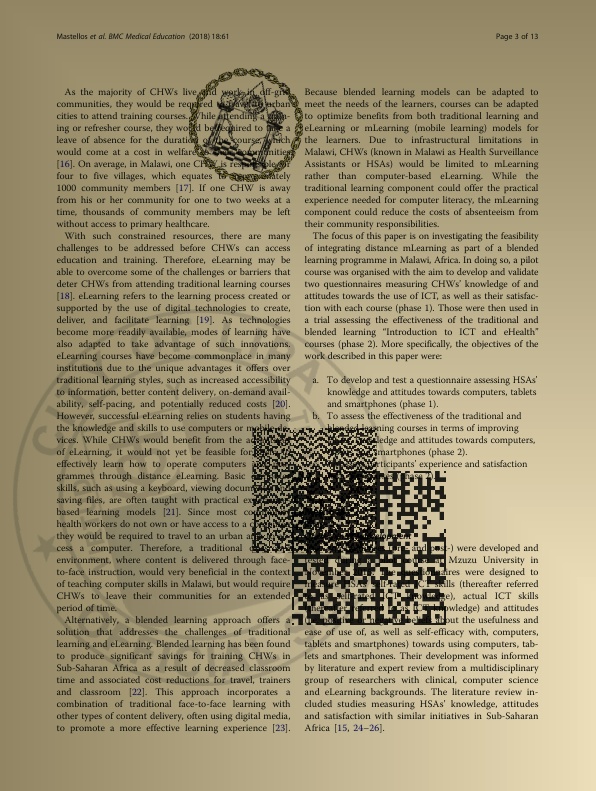 Mastellos et al. BMC Medical Education (2018) 18:61
Page 3 of 13
As the majority of CHWs live and work in off-grid
communities, they would be required to travel to urban
cities to attend training courses. While attending a train-
ing or refresher course, they would be required to take a
leave of absence for the duration of the course, which
would come at a cost in welfare to most communities
[16]. On average, in Malawi, one CHW is responsible for
four to five villages, which equates to approximately
1000 community members [17]. If one CHW is away
from his or her community for one to two weeks at a
time, thousands of community members may be left
without access to primary healthcare.
With such constrained resources, there are many
challenges to be addressed before CHWs can access
education and training. Therefore, eLearning may be
able to overcome some of the challenges or barriers that
deter CHWs from attending traditional learning courses
[18]. eLearning refers to the learning process created or
supported by the use of digital technologies to create,
deliver, and facilitate learning [19]. As technologies
become more readily available, modes of learning have
also adapted to take advantage of such innovations.
eLearning courses have become commonplace in many
institutions due to the unique advantages it offers over
traditional learning styles, such as increased accessibility
to information, better content delivery, on-demand avail-
ability, self-pacing, and potentially reduced costs [20].
However, successful eLearning relies on students having
the knowledge and skills to use computers or mobile de-
vices. While CHWs would benefit from the
of eLearning, it would not yet be feasible for
effectively learn how to operate computers
grammes through distance eLearning. Basic
skills, such as using a keyboard, viewing documents
saving files, are often taught with practical
based learning models [21]. Since most
health workers do not own or have access to a
they would be required to travel to an urban
cess a computer. Therefore, a traditional
environment, where content is delivered through face-
to-face instruction, would very beneficial in the context
of teaching computer skills in Malawi, but would require
CHWs to leave their communities for an extended
period of time.
Alternatively, a blended learning approach offers a
solution that addresses the challenges of traditional
learning and eLearning. Blended learning has been found
to produce significant savings for training CHWs in
Sub-Saharan Africa as a result of decreased classroom
time and associated cost reductions for travel, trainers
and classroom [22]. This approach incorporates a
combination of traditional face-to-face learning with
other types of content delivery, often using digital media,
to promote a more effective learning experience [23].
Because blended learning models can be adapted to
meet the needs of the learners, courses can be adapted
to optimize benefits from both traditional learning and
eLearning or mLearning (mobile learning) models for
the learners. Due to infrastructural limitations in
Malawi, CHWs (known in Malawi as Health Surveillance
Assistants or HSAs) would be limited to mLearning
rather than computer-based eLearning. While the
traditional learning component could offer the practical
experience needed for computer literacy, the mLearning
component could reduce the costs of absenteeism from
their community responsibilities.
The focus of this paper is on investigating the feasibility
of integrating distance mLearning as part of a blended
learning programme in Malawi, Africa. In doing so, a pilot
course was organised with the aim to develop and validate
two questionnaires measuring CHWs' knowledge of and
attitudes towards the use of ICT, as well as their satisfac-
tion with each course (phase 1). Those were then used in
a trial assessing the effectiveness of the traditional and
blended learning "Introduction to ICT and eHealth"
courses (phase 2). More specifically, the objectives of the
work described in this paper were:
a. To develop and test a questionnaire assessing HSAs'
knowledge and attitudes towards computers, tablets
and smartphones (phase 1).
b. To assess the effectiveness of the traditional and
blended learning courses in terms of improving
knowledge and attitudes towards computers,
smartphones (phase 2).
participants' experience and satisfaction
and post-) were developed and
Mzuzu University in
were designed to
skills (thereafter referred
actual ICT skills
knowledge) and attitudes
about the usefulness and
ease of use of, as well as self-efficacy with, computers,
tablets and smartphones) towards using computers, tab-
lets and smartphones. Their development was informed
by literature and expert review from a multidisciplinary
group of researchers with clinical, computer science
and eLearning backgrounds. The literature review in-
cluded studies measuring HSAs' knowledge, attitudes
and satisfaction with similar initiatives in Sub-Saharan
Africa [15, 24–26].